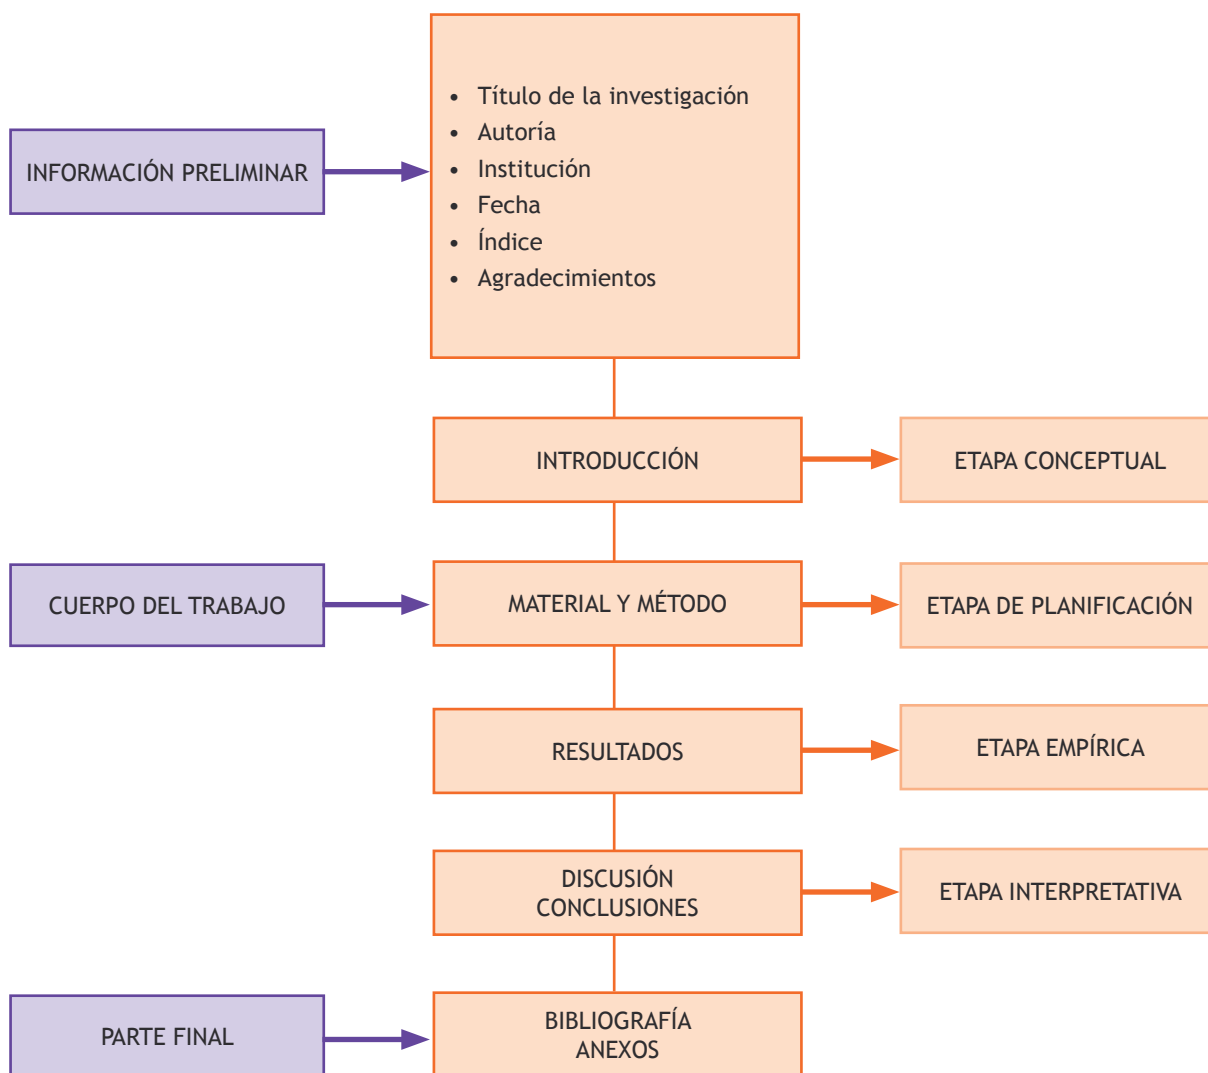 • Título de la investigación
• Autoría
INFORMACIÓN PRELIMINAR
• Institución
• Fecha
• Índice
• Agradecimientos
INTRODUCCIÓN
ETAPA CONCEPTUAL
CUERPO DEL TRABAJO
MATERIAL Y MÉTODO
ETAPA DE PLANIFICACIÓN
RESULTADOS
ETAPA EMPÍRICA
DISCUSIÓN
CONCLUSIONES
ETAPA INTERPRETATIVA
PARTE FINAL
BIBLIOGRAFÍA
ANEXOS